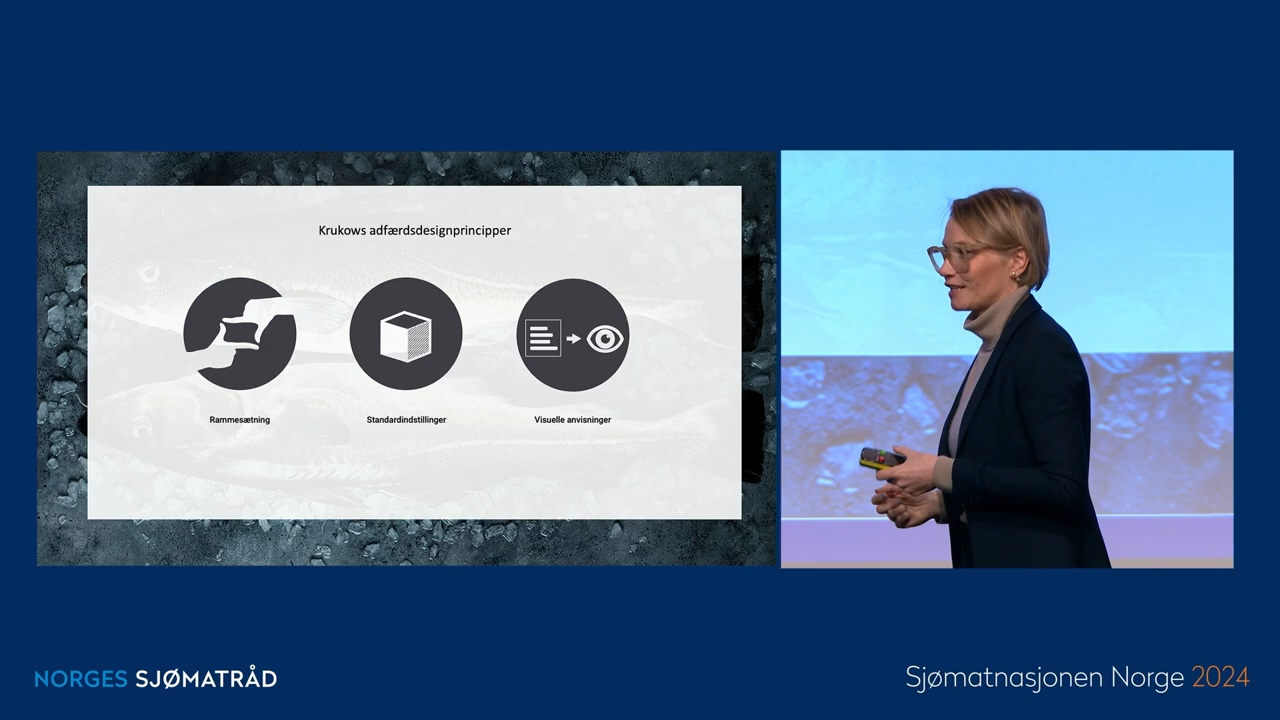 Krukows adfærdsdesignprincipper
Rammesætning
Standardindstillinger
Visuelle anvisninger
NORGES SJØMATRÅD
Sjømatnasjonen Norge 2024